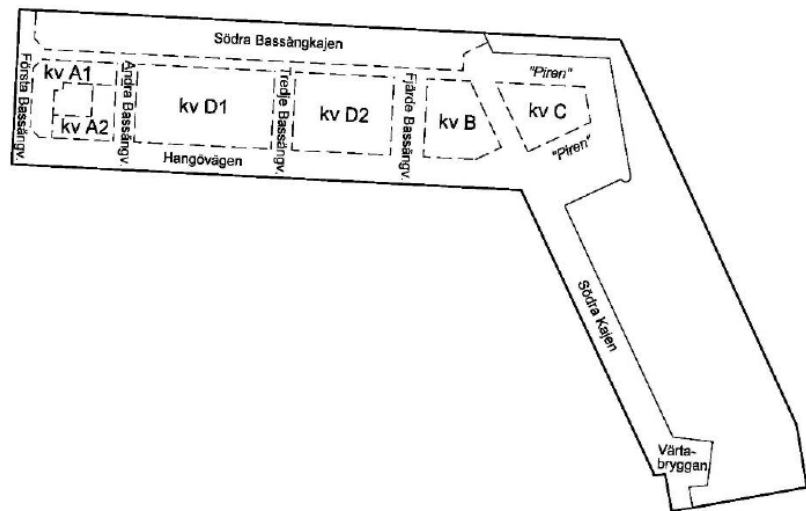 Södra Bassängkajen
"Piren"
Första Bassängv.
kv A1
Andra Bassängv.
kv D1
Tredje Bassängv.
kv D2
Fjärde Bassängv.
kv B
kv C
kv A2
Hangövägen
"Piren"
Södra Kajen
Värta-
bryggan